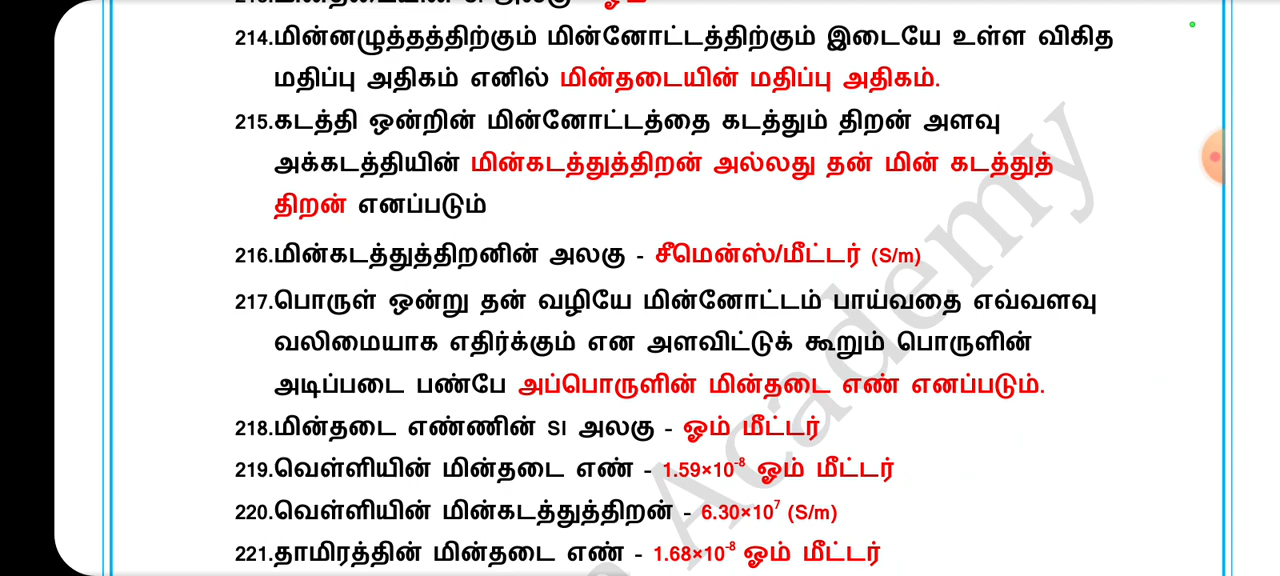 214.மின்னழுத்தத்திற்கும் மின்னோட்டத்திற்கும் இடையே உள்ள விகித
மதிப்பு அதிகம் எனில் மின்தடையின் மதிப்பு அதிகம்.
215.கடத்தி ஒன்றின் மின்னோட்டத்தை கடத்தும் திறன் அளவு
அக்கடத்தியின் மின்கடத்துத்திறன் அல்லது தன் மின் கடத்துத்
திறன் எனப்படும்
216.மின்கடத்துத்திறனின் அலகு - சீமென்ஸ்/மீட்டர் (S/m)
217.பொருள் ஒன்று தன் வழியே மின்னோட்டம் பாய்வதை எவ்வளவு
வலிமையாக எதிர்க்கும் என அளவிட்டுக் கூறும் பொருளின்
அடிப்படை பண்பே அப்பொருளின் மின்தடை எண் எனப்படும்.
218.மின்தடை எண்ணின் SI அலகு - ஓம் மீட்டர்
219.வெள்ளியின் மின்தடை எண் - 1.59×10⁻⁸ ஓம் மீட்டர்
220.வெள்ளியின் மின்கடத்துத்திறன் - 6.30×10⁷ (S/m)
221.தாமிரத்தின் மின்தடை எண் - 1.68×10⁻⁸ ஓம் மீட்டர்
Academy